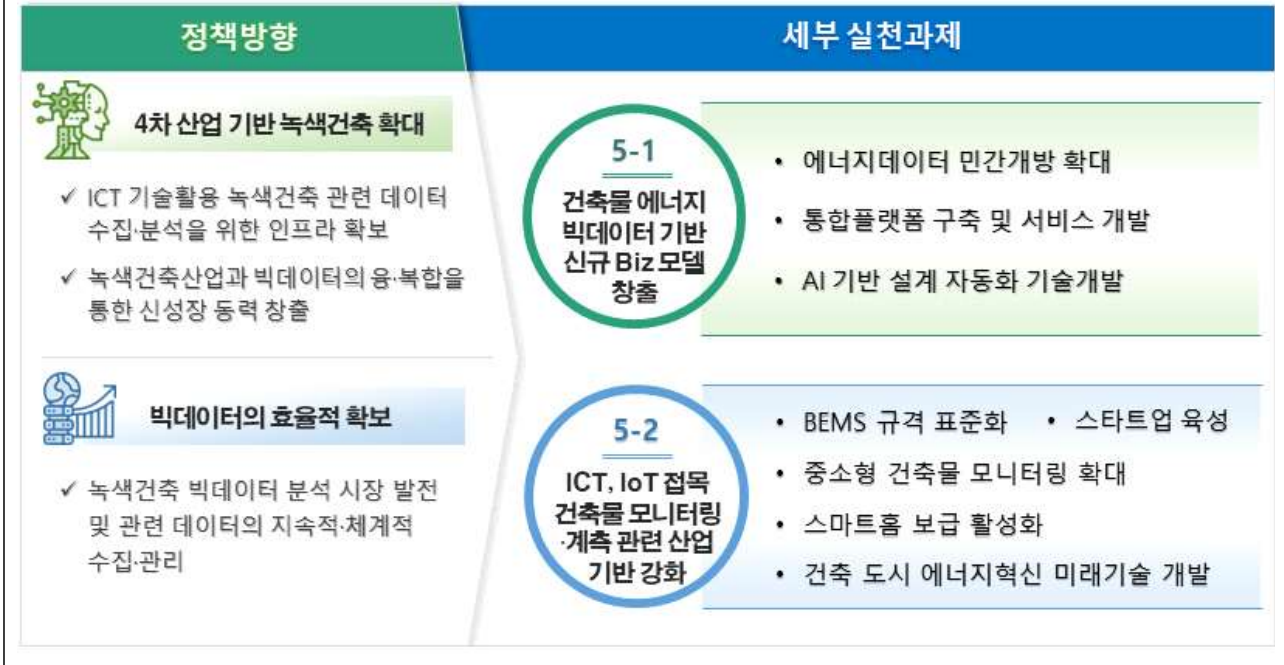 정책방향
세부 실천과제
4차 산업 기반 녹색건축 확대
✓ ICT 기술활용 녹색건축 관련 데이터
수집·분석을 위한 인프라 확보
✓ 녹색건축산업과 빅데이터의 융·복합을
통한 신성장 동력 창출
빅데이터의 효율적 확보
✓ 녹색건축 빅데이터 분석 시장 발전
및 관련 데이터의 지속적·체계적
수집·관리
5-1
건축물 에너지
빅데이터 기반
신규 Biz 모델
창출
• 에너지데이터 민간개방 확대
• 통합플랫폼 구축 및 서비스 개발
• AI 기반 설계 자동화 기술개발
5-2
ICT, IoT 접목
건축물 모니터링
·계측 관련 산업
기반 강화
• BEMS 규격 표준화 • 스타트업 육성
• 중소형 건축물 모니터링 확대
• 스마트홈 보급 활성화
• 건축 도시 에너지혁신 미래기술 개발